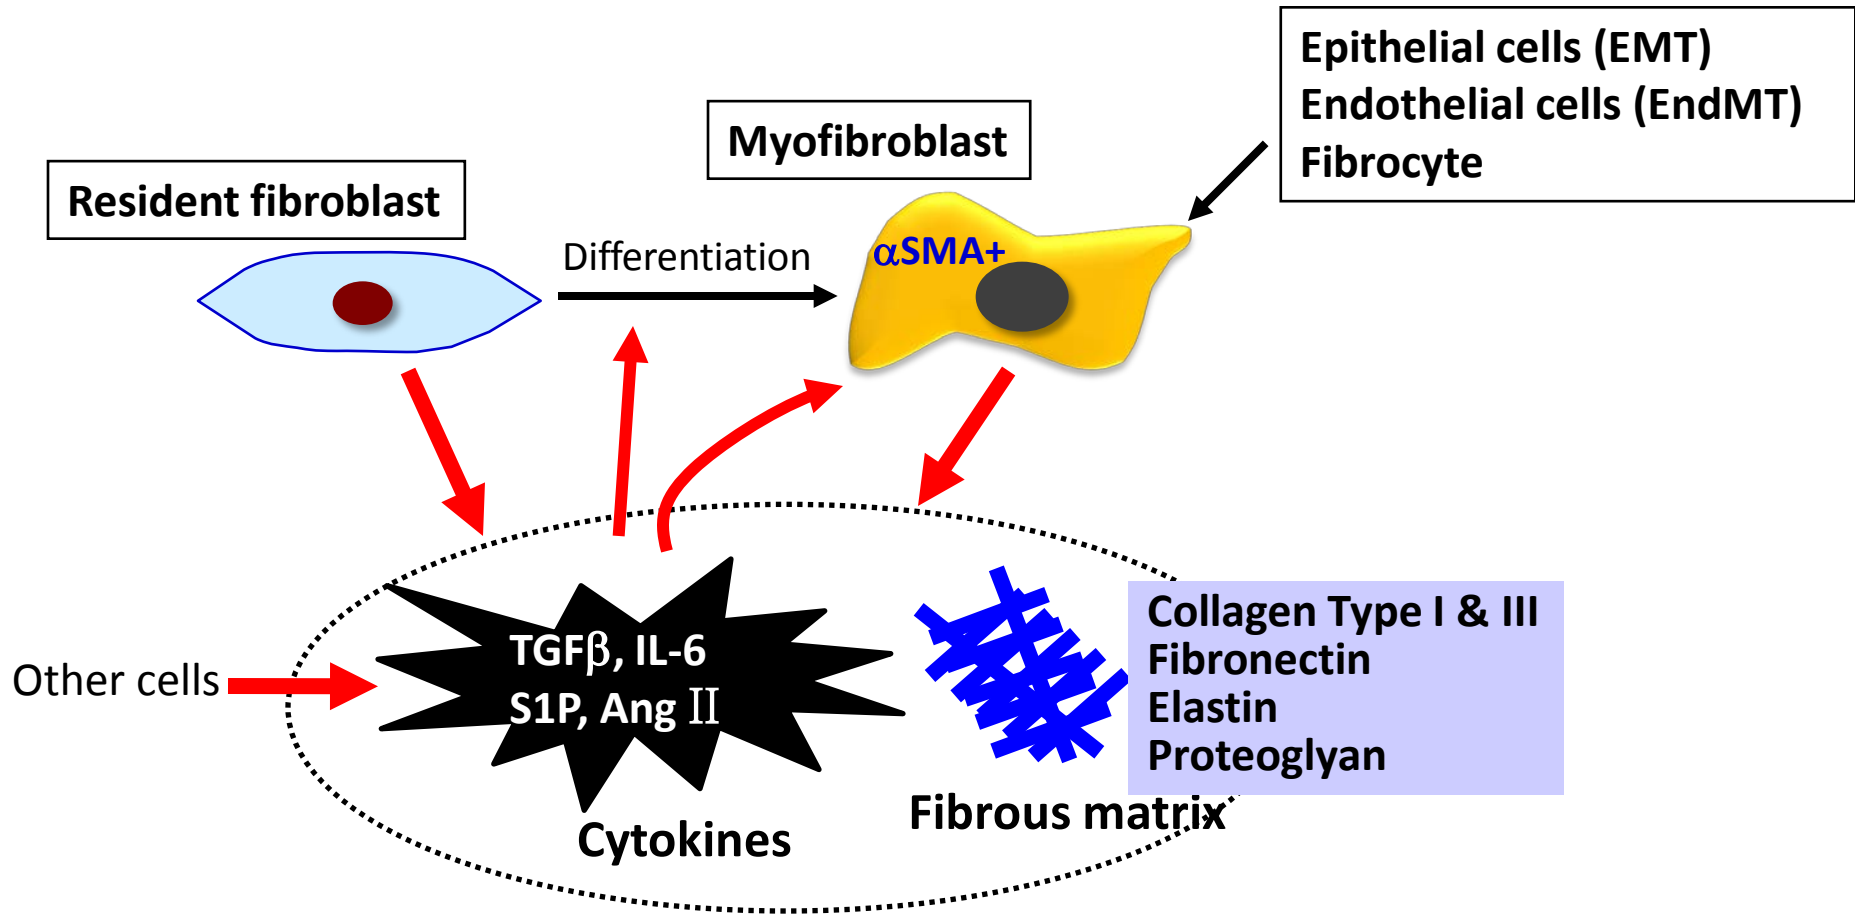 Epithelial cells (EMT)
Endothelial cells (EndMT)
Fibrocyte
Myofibroblast
Resident fibroblast
Differentiation
αSMA+
Other cells
TGFβ, IL-6
S1P, Ang Ⅱ
Cytokines
Fibrous matrix
Collagen Type I & III
Fibronectin
Elastin
Proteoglyan